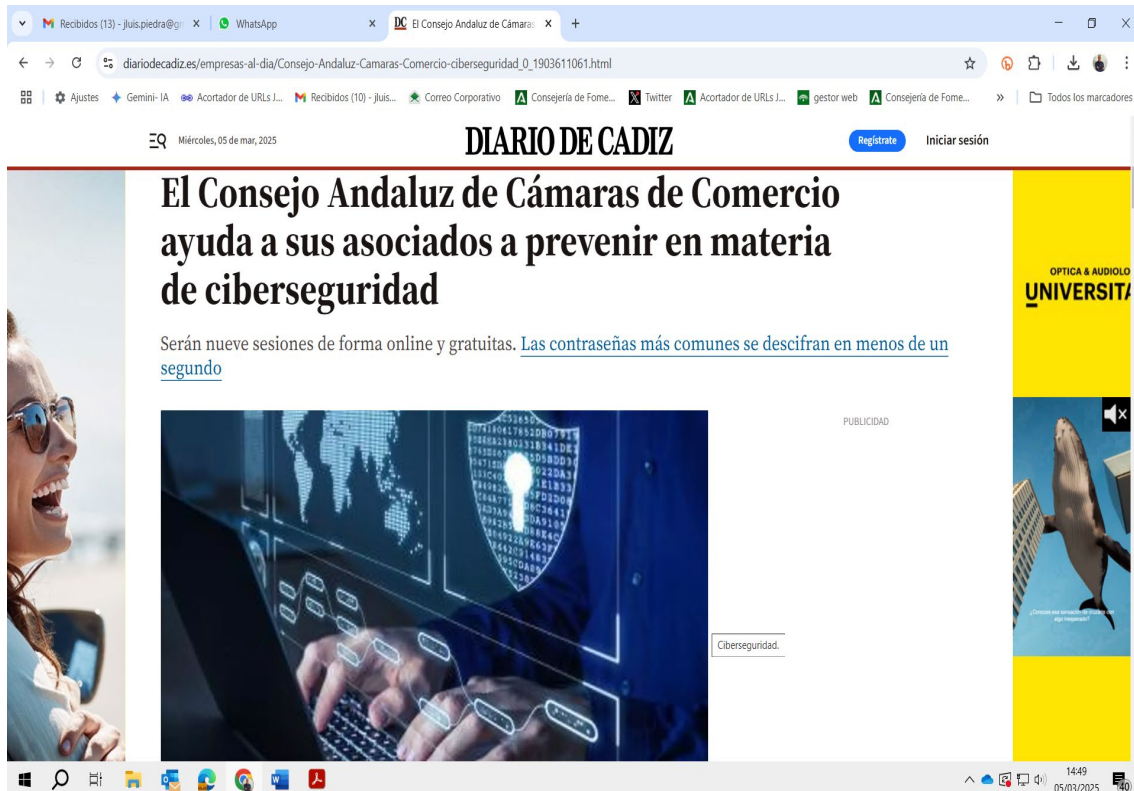 Recibidos (13) - jluis.piedra@gm
WhatsApp
DC El Consejo Andaluz de Cámaras
diariodecadiz.es/empresas-al-dia/Consejo-Andaluz-Camaras-Comercio-ciberseguridad_0_1903611061.html
Ajustes
Gemini- IA
Acortador de URLs J...
Recibidos (10) - jluis...
Correo Corporativo
Consejería de Fome...
Twitter
Acortador de URLs J...
gestor web
Consejería de Fome...
»
Todos los marcadores
Miércoles, 05 de mar, 2025
DIARIO DE CADIZ
Regístrate
Iniciar sesión
El Consejo Andaluz de Cámaras de Comercio
ayuda a sus asociados a prevenir en materia
de ciberseguridad
Serán nueve sesiones de forma online y gratuitas. Las contraseñas más comunes se descifran en menos de un
segundo
OPTICA & AUDIOLO
UNIVERSITA
PUBLICIDAD
Ciberseguridad.
14:49
05/03/2025
40